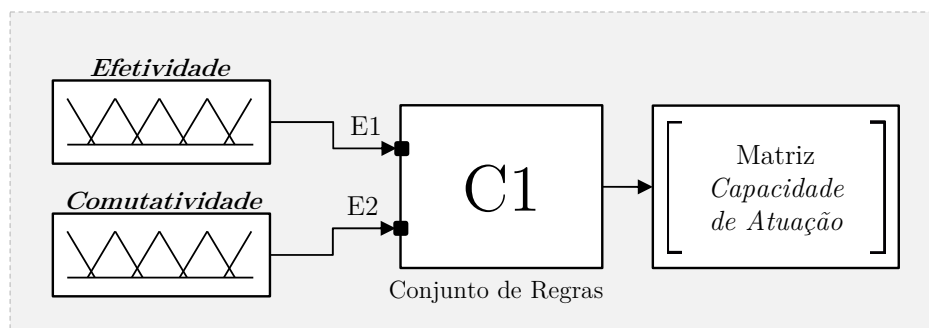 Efetividade
E1
C1
Matriz
Capacidade
de Atuação
Comutatividade
E2
Conjunto de Regras